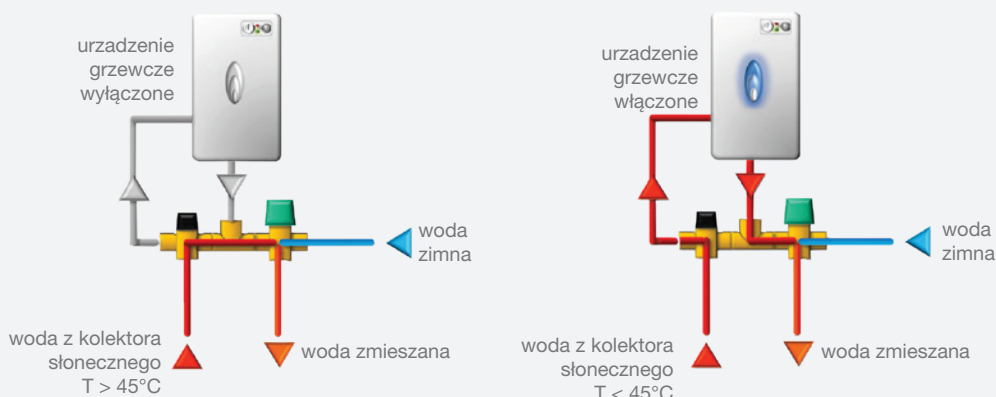 urzadzenie
grzewcze
wyłączone
woda
zimna
woda z kolektora
słonecznego
T > 45°C
woda zmieszana
urzadzenie
grzewcze
włączone
woda
zimna
woda z kolektora
słonecznego
T < 45°C
woda zmieszana